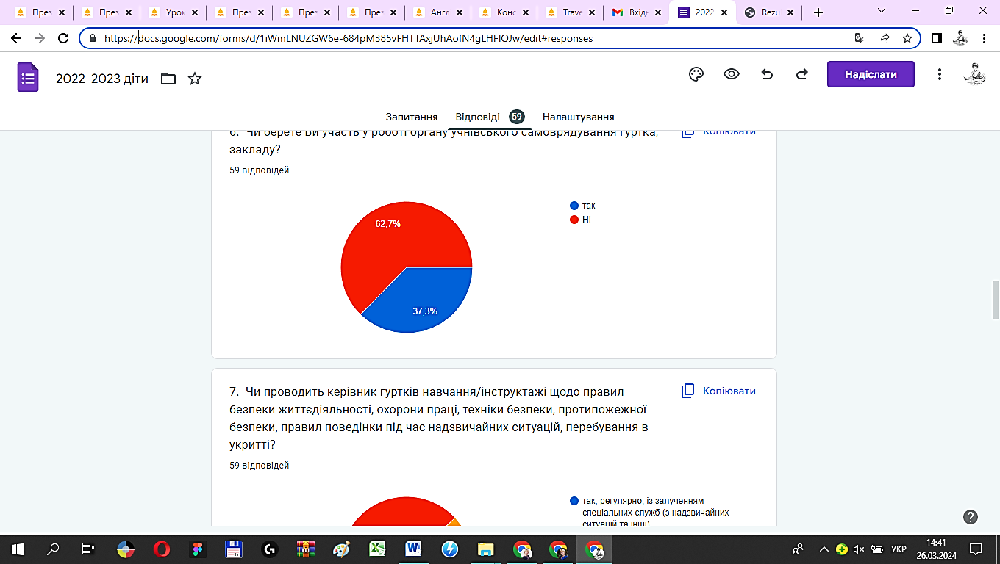 През
През
Урок
През
През
През
Англ
Конс
Trave
Вхідн
2022
Rezu
https://docs.google.com/forms/d/1iWmLNUZGW6e-684pM385vFHTTAxjUhAofN4gLHFIOJw/edit#responses
2022-2023 діти
Надіслати
Запитання
Відповіді 59
Налаштування
6. Чи берете Ви участь у роботі органу учнівського самоврядування гуртка,
закладу?
Копіювати
59 відповідей
62,7%
37,3%
так
Ні
7. Чи проводить керівник гуртків навчання/інструктажі щодо правил
безпеки життєдіяльності, охорони праці, техніки безпеки, протипожежної
безпеки, правил поведінки під час надзвичайних ситуацій, перебування в
укритті?
Копіювати
59 відповідей
так, регулярно, із залученням
спеціальних служб (з надзвичайних
ситуацій та інші)
УКР
14:41
26.03.2024